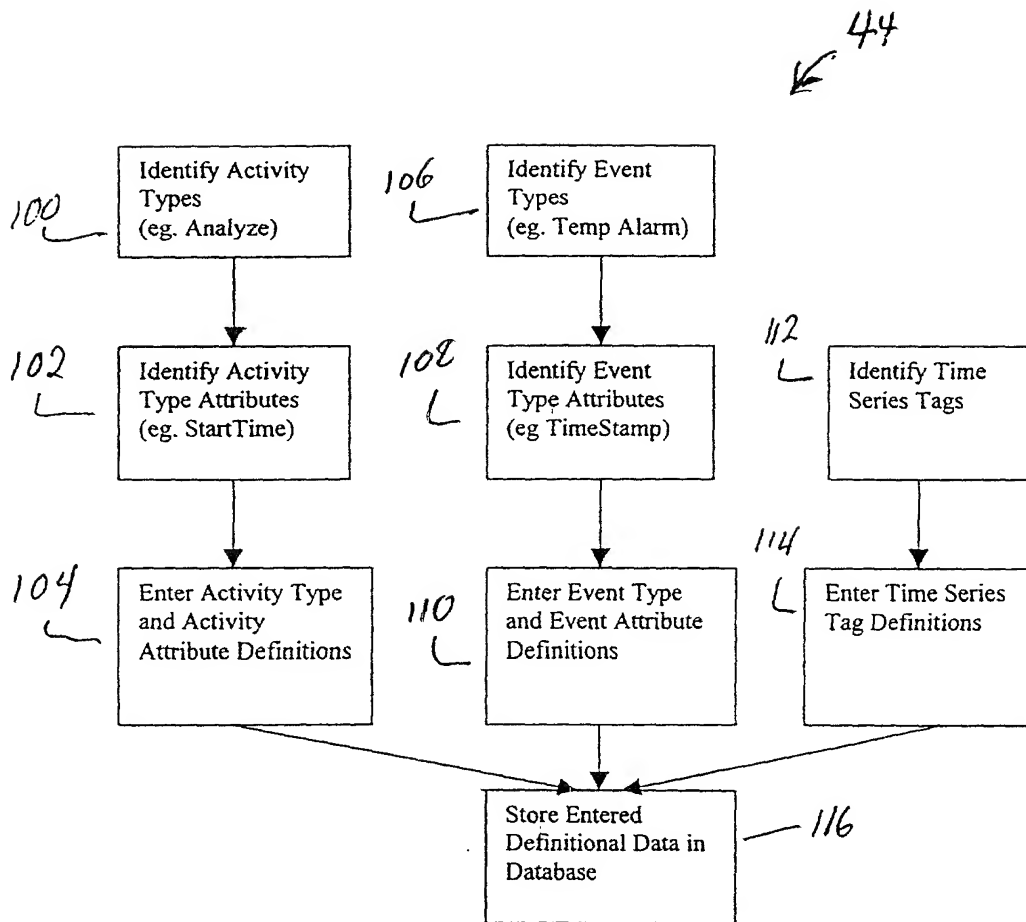 44
100
Identify Activity
Types
(eg. Analyze)
106
Identify Event
Types
(eg. Temp Alarm)
102
Identify Activity
Type Attributes
(eg. StartTime)
108
Identify Event
Type Attributes
(eg TimeStamp)
112
Identify Time
Series Tags
104
Enter Activity Type
and Activity
Attribute Definitions
110
Enter Event Type
and Event Attribute
Definitions
114
Enter Time Series
Tag Definitions
Store Entered
Definitional Data in
Database
116